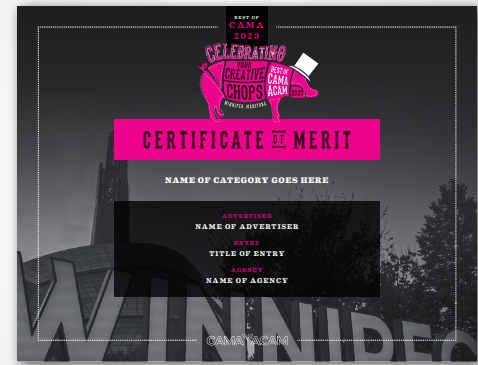 BEST OF
CAMA
2023
CELEBRATING
YOUR
CREATIVE
CHOPS
BEST OF
CAMA
ACAM
2023
WINNIPEG, MANITOBA
CERTIFICATE OF MERIT
NAME OF CATEGORY GOES HERE
ADVERTISER
NAME OF ADVERTISER
ENTRY
TITLE OF ENTRY
AGENCY
NAME OF AGENCY
WINNIPEG
CAMA ACAM